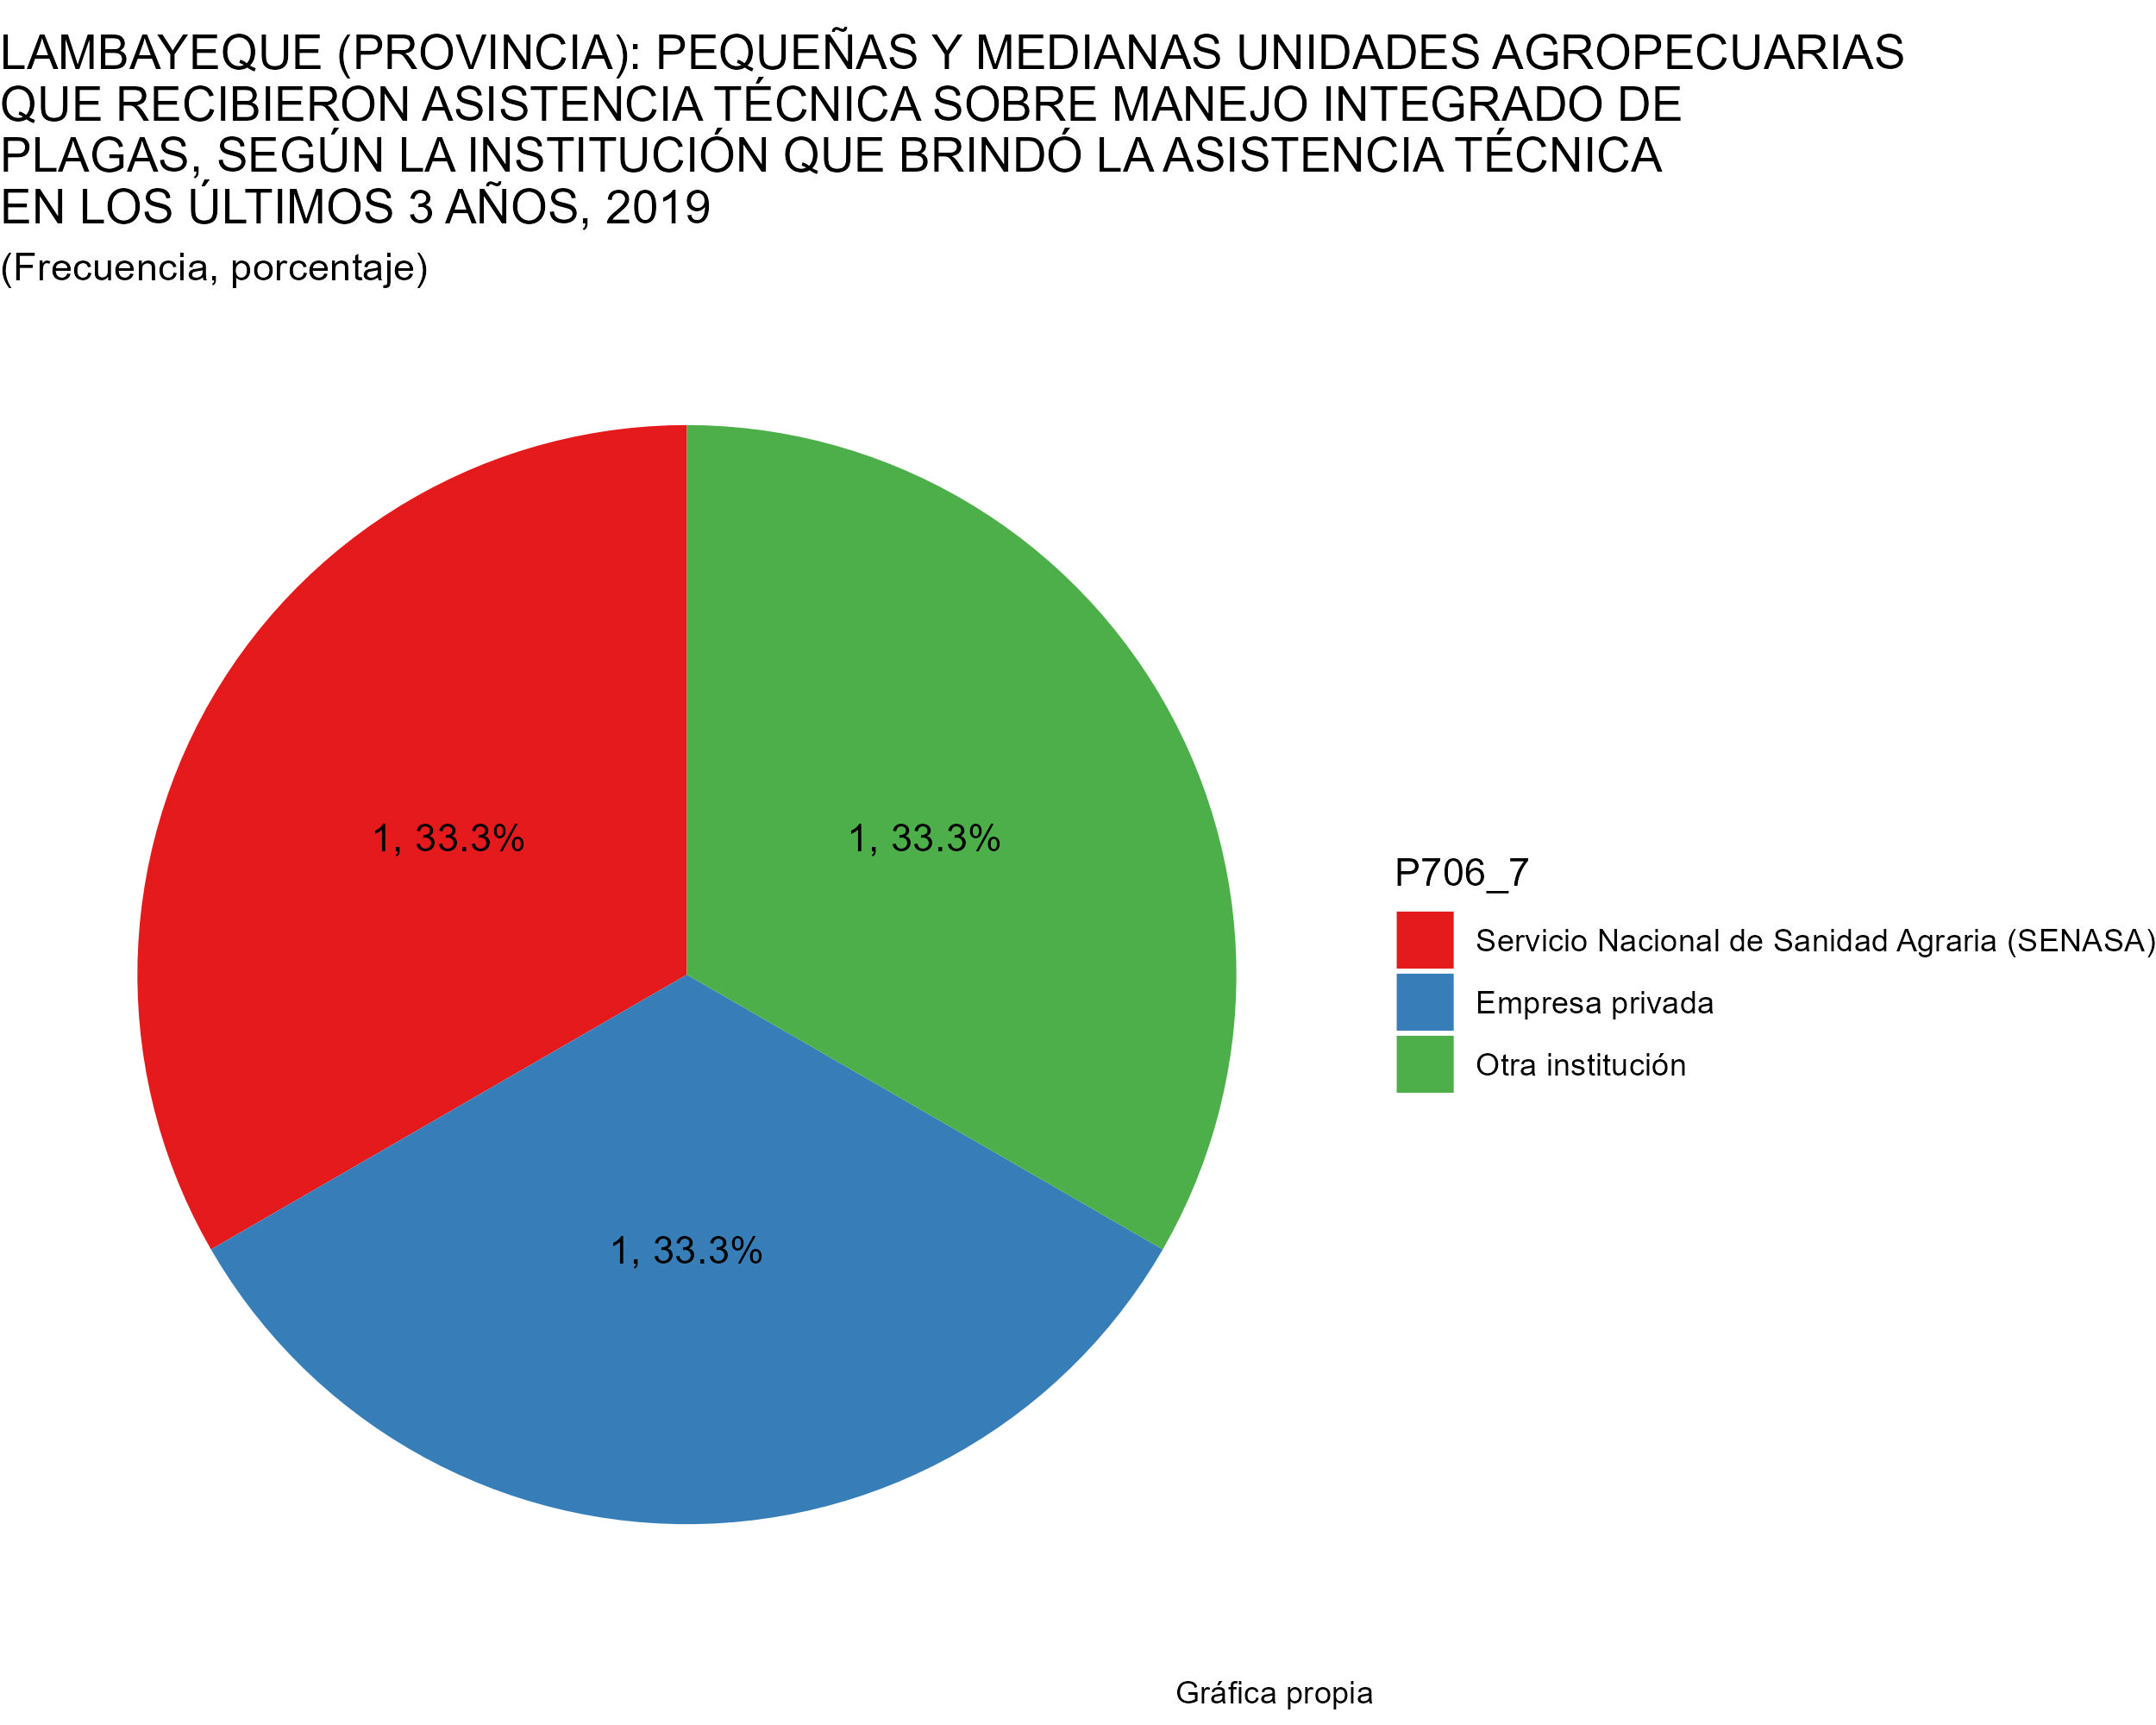 LAMBAYEQUE (PROVINCIA): PEQUEÑAS Y MEDIANAS UNIDADES AGROPECUARIAS
QUE RECIBIERON ASISTENCIA TÉCNICA SOBRE MANEJO INTEGRADO DE
PLAGAS, SEGÚN LA INSTITUCIÓN QUE BRINDÓ LA ASISTENCIA TÉCNICA
EN LOS ÚLTIMOS 3 AÑOS, 2019
(Frecuencia, porcentaje)
1, 33.3%
1, 33.3%
1, 33.3%
P706_7
Servicio Nacional de Sanidad Agraria (SENASA)
Empresa privada
Otra institución
Gráfica propia